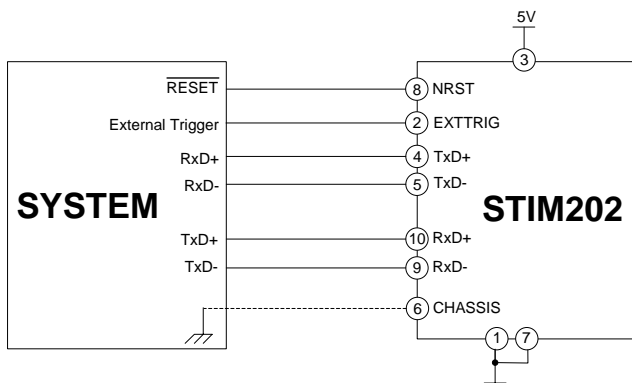 5V
3
RESET
8 NRST
External Trigger
2 EXTTRIG
RxD+
4 TxD+
RxD-
5 TxD-
SYSTEM
STIM202
TxD+
10 RxD+
TxD-
9 RxD-
6 CHASSIS
1 7